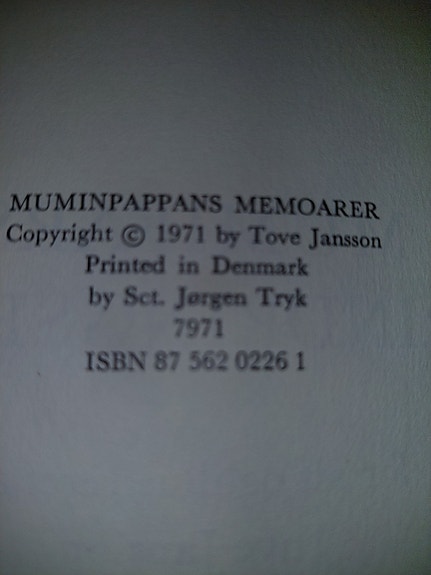 MUMINPAPPANS MEMOARER
Copyright © 1971 by Tove Jansson
Printed in Denmark
by Sct. Jørgen Tryk
7971
ISBN 87 562 0226 1